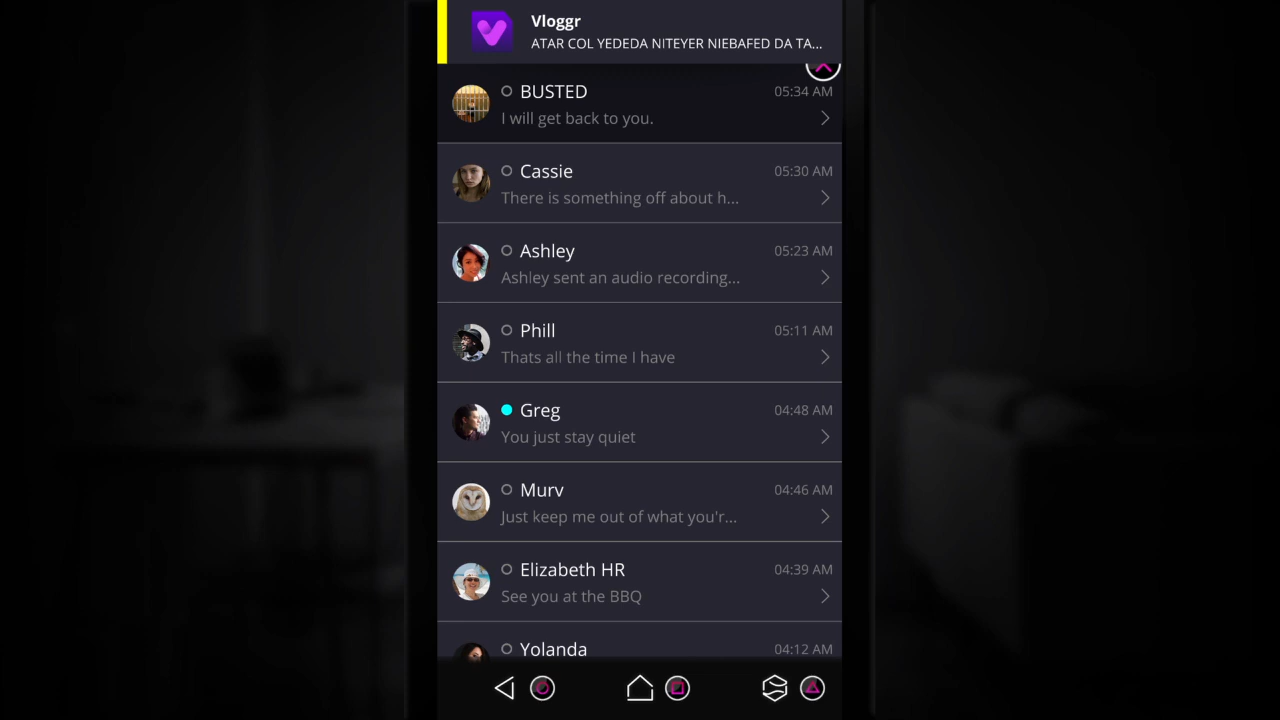 Vloggr
ATAR COL YEDEDA NITEYER NIEBAFED DA TA...
BUSTED
05:34 AM
I will get back to you.
Cassie
05:30 AM
There is something off about h...
Ashley
05:23 AM
Ashley sent an audio recording...
Phill
05:11 AM
Thats all the time I have
Greg
04:48 AM
You just stay quiet
Murv
04:46 AM
Just keep me out of what you'r...
Elizabeth HR
04:39 AM
See you at the BBQ
Yolanda
04:12 AM